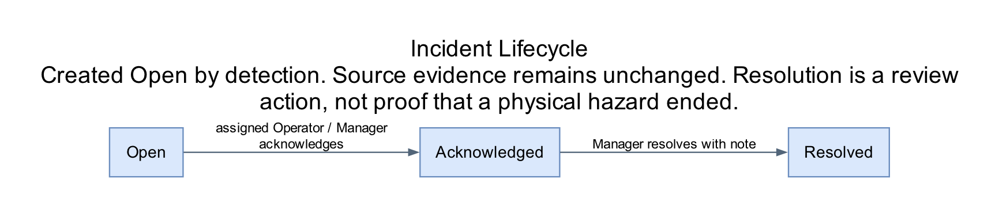 Incident Lifecycle
Created Open by detection. Source evidence remains unchanged. Resolution is a review
action, not proof that a physical hazard ended.
assigned Operator / Manager
acknowledges
Manager resolves with note
Open
Acknowledged
Resolved